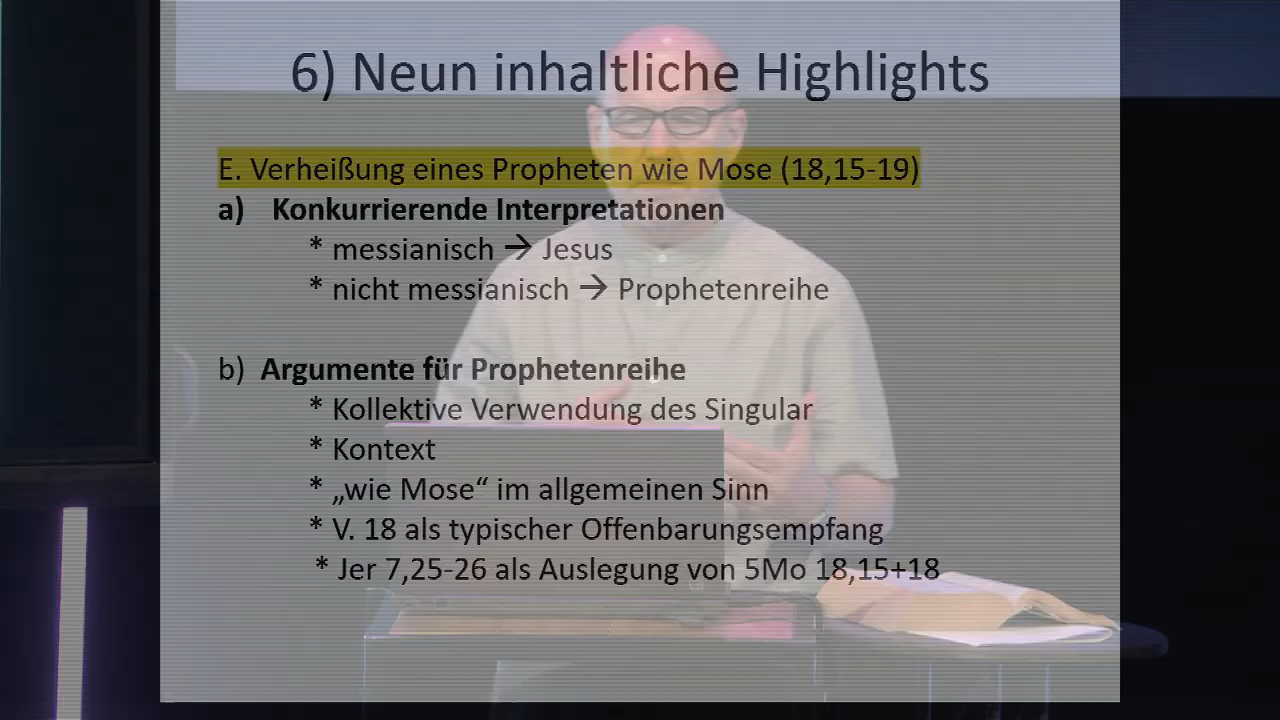 6) Neun inhaltliche Highlights
E. Verheißung eines Propheten wie Mose (18,15-19)
a) Konkurrierende Interpretationen
* messianisch → Jesus
* nicht messianisch → Prophetenreihe
b) Argumente für Prophetenreihe
* Kollektive Verwendung des Singular
* Kontext
* „wie Mose“ im allgemeinen Sinn
* V. 18 als typischer Offenbarungsempfang
* Jer 7,25-26 als Auslegung von 5Mo 18,15+18